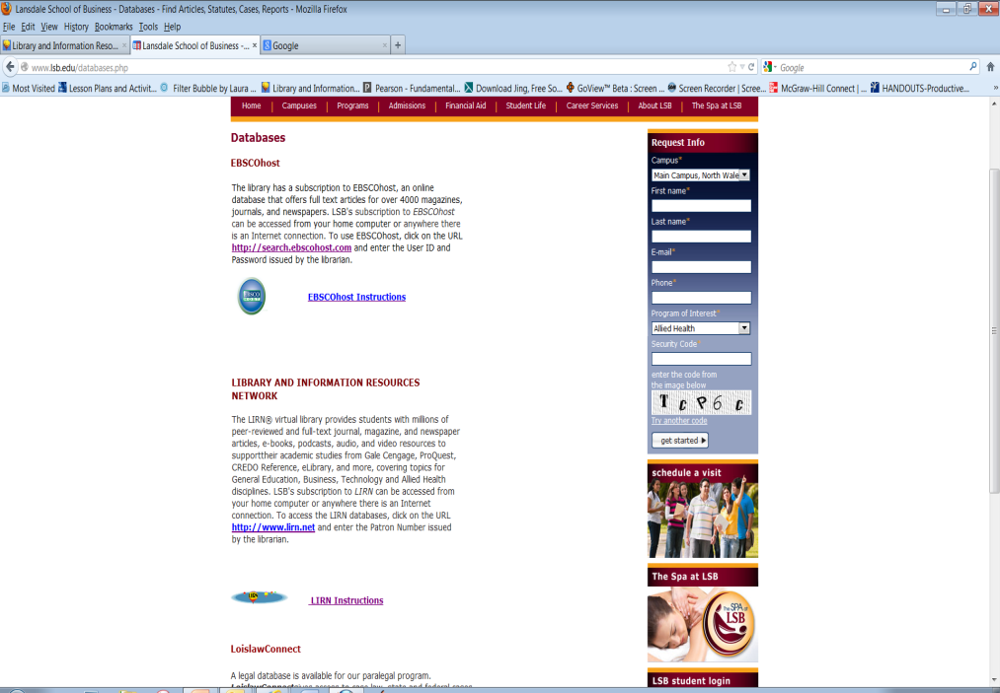 Lansdale School of Business - Databases - Find Articles, Statutes, Cases, Reports - Mozilla Firefox
File Edit View History Bookmarks Tools Help
Library and Information Reso... × Lansdale School of Business -... × Google × +
www.lsb.edu/databases.php Google
Most Visited Lesson Plans and Activit... Filter Bubble by Laura ... Library and Information... Pearson - Fundamental... Download Jing, Free So... GoView™ Beta : Screen ... Screen Recorder | Scree... McGraw-Hill Connect | ... HANDOUTS-Productive... »
Home | Campuses | Programs | Admissions | Financial Aid | Student Life | Career Services | About LSB | The Spa at LSB
Databases
EBSCOhost
The library has a subscription to EBSCOhost, an online
database that offers full text articles for over 4000 magazines,
journals, and newspapers. LSB's subscription to EBSCOhost
can be accessed from your home computer or anywhere there
is an Internet connection. To use EBSCOhost, click on the URL
http://search.ebscohost.com and enter the User ID and
Password issued by the librarian.
EBSCO
HOST
EBSCOhost Instructions
LIBRARY AND INFORMATION RESOURCES
NETWORK
The LIRN® virtual library provides students with millions of
peer-reviewed and full-text journal, magazine, and newspaper
articles, e-books, podcasts, audio, and video resources to
supporttheir academic studies from Gale Cengage, ProQuest,
CREDO Reference, eLibrary, and more, covering topics for
General Education, Business, Technology and Allied Health
disciplines. LSB's subscription to LIRN can be accessed from
your home computer or anywhere there is an Internet
connection. To access the LIRN databases, click on the URL
http://www.lirn.net and enter the Patron Number issued
by the librarian.
LIRN
LIRN Instructions
LoislawConnect
A legal database is available for our paralegal program.
LoislawConnectgives access to case law, state and federal cases
Request Info
Campus*
Main Campus, North Wale
First name*
Last name*
E-mail*
Phone*
Program of Interest*
Allied Health
Security Code
enter the code from
the image below
T c P 6 c
Try another code
get started
schedule a visit
The Spa at LSB
The SPA at
LSB
LSB student login